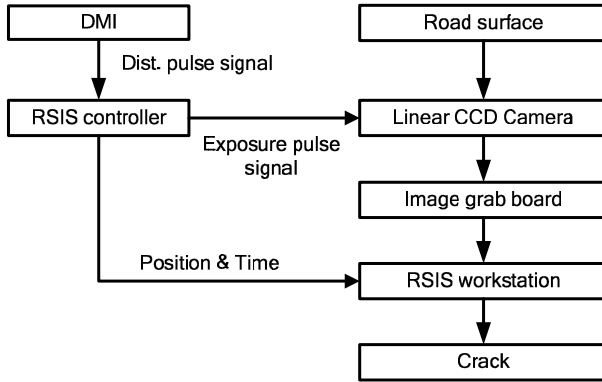 DMI
Road surface
Dist. pulse signal
RSIS controller
Linear CCD Camera
Exposure pulse
signal
Image grab board
Position & Time
RSIS workstation
Crack